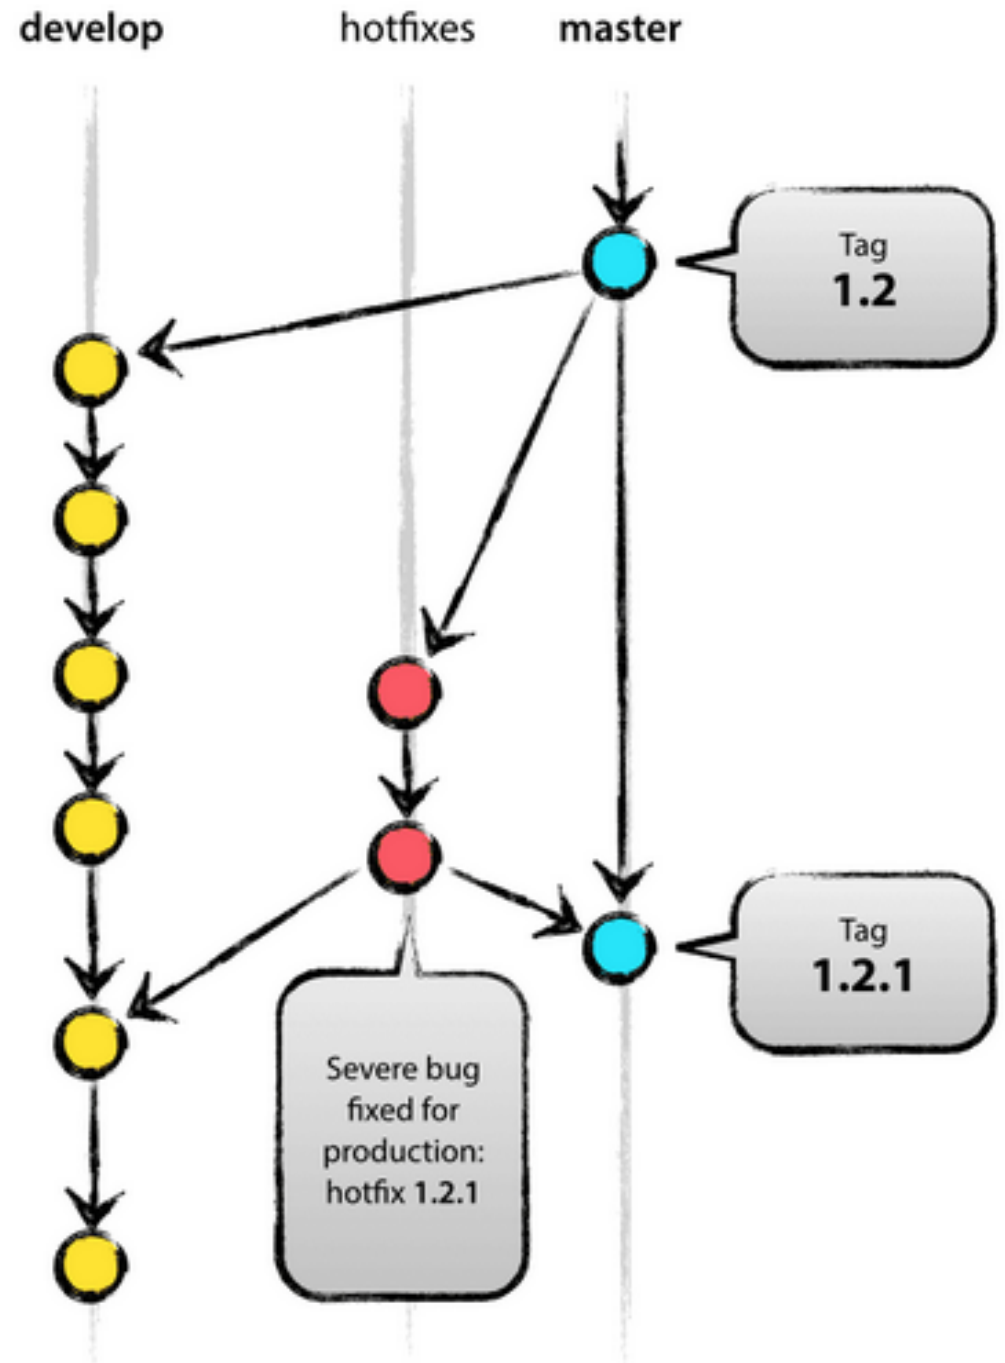 develop
hotfixes
master
Tag
1.2
Tag
1.2.1
Severe bug
fixed for
production:
hotfix 1.2.1